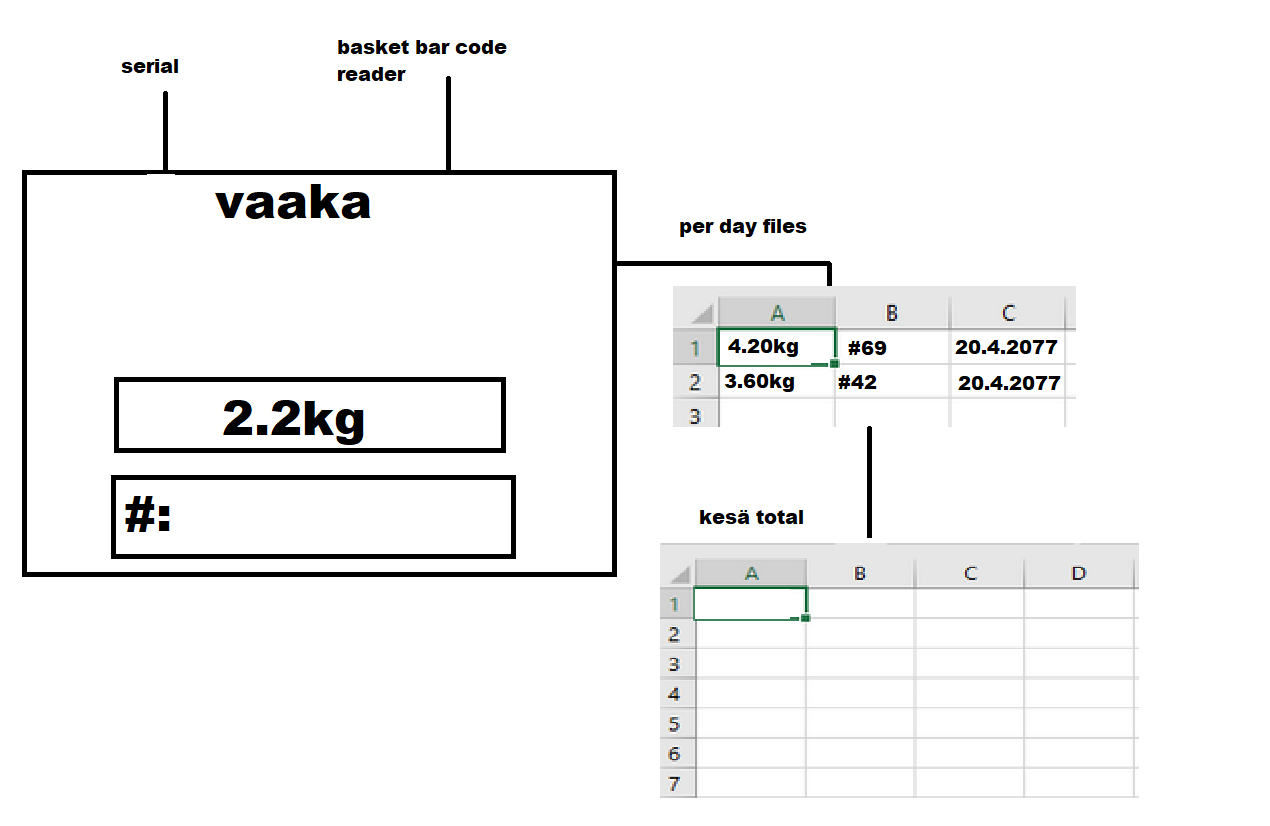 serial
basket bar code
reader
vaaka
2.2kg
#:
per day files
A B C
1 4.20kg #69 20.4.2077
2 3.60kg #42 20.4.2077
3
kesä total
A B C D
1
2
3
4
5
6
7